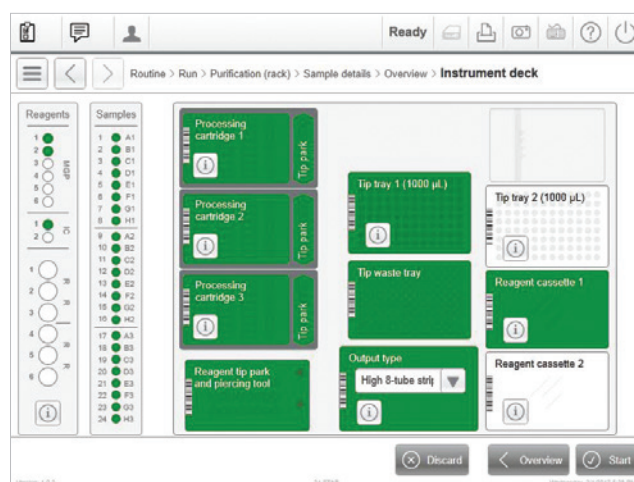 Ready
Routine > Run > Purification (rack) > Sample details > Overview > Instrument deck
Reagents
1
2
3
4
5
6
MGP
1
2
IC
1
2
3
R
R
R
4
5
6
R
R
R
Samples
1 A1
2 B1
3 C1
4 D1
5 E1
6 F1
7 G1
8 H1
9 A2
10 B2
11 C2
12 D2
13 E2
14 F2
15 G2
16 H2
17 A3
18 B3
19 C3
20 D3
21 E3
22 F3
23 G3
24 H3
Processing
cartridge 1
Tip park
Processing
cartridge 2
Tip park
Processing
cartridge 3
Tip park
Reagent tip park
and piercing tool
Tip tray 1 (1000 µL)
Tip waste tray
Output type
High 8-tube strip
Tip tray 2 (1000 µL)
Reagent cassette 1
Reagent cassette 2
Discard
Overview
Start